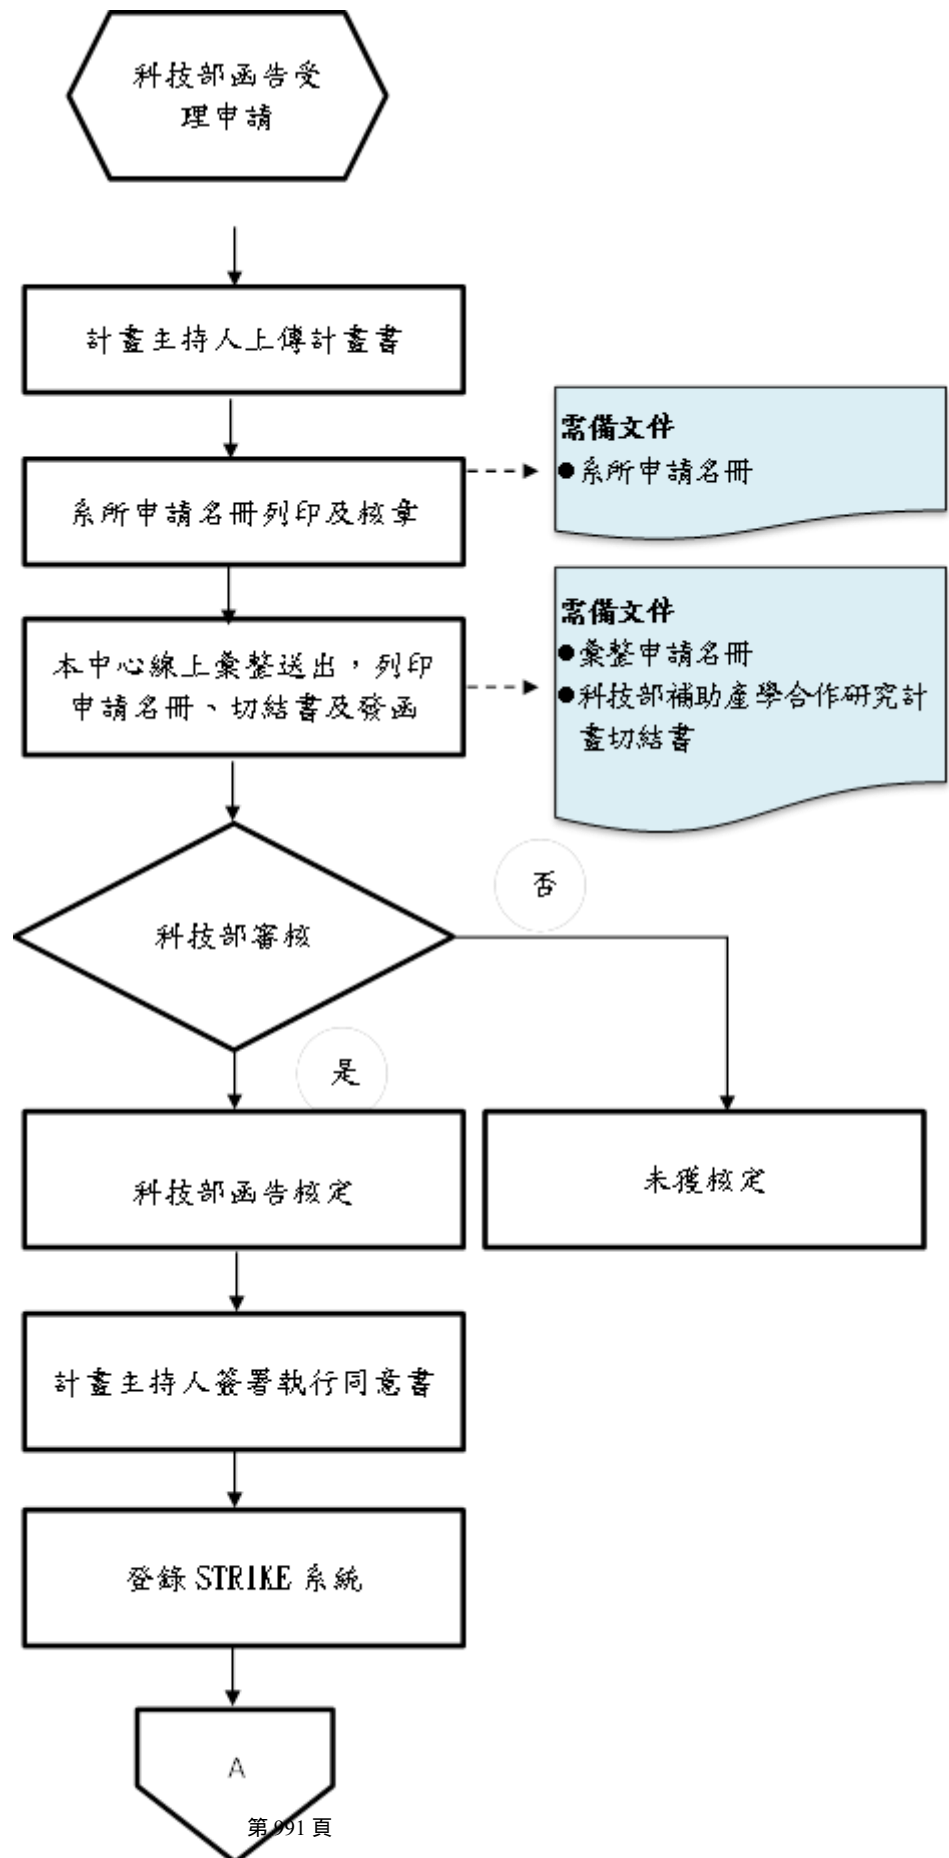 科技部函告受
理申請
計畫主持人上傳計畫書
系所申請名冊列印及核章
需備文件
●系所申請名冊
本中心線上彙整送出，列印
申請名冊、切結書及發函
需備文件
●彙整申請名冊
●科技部補助產學合作研究計
畫切結書
科技部審核
否
是
科技部函告核定
未獲核定
計畫主持人簽署執行同意書
登錄 STRIKE 系統
A
第 991 頁